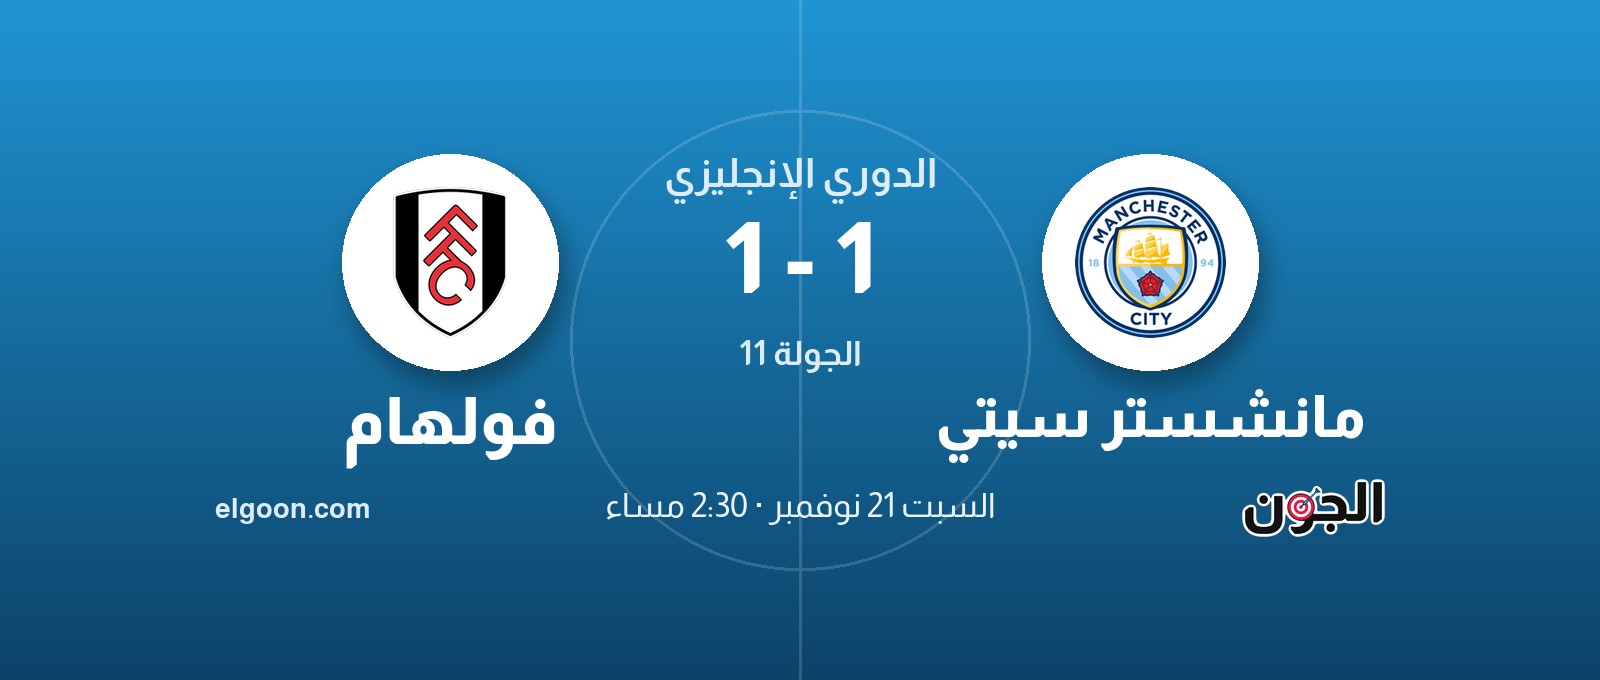 الدوري الإنجليزي
1 - 1
الجولة 11
MANCHESTER
18 94
CITY
FFC
مانشستر سيتي
فولهام
السبت 21 نوفمبر · 2:30 مساء
الجون
elgoon.com